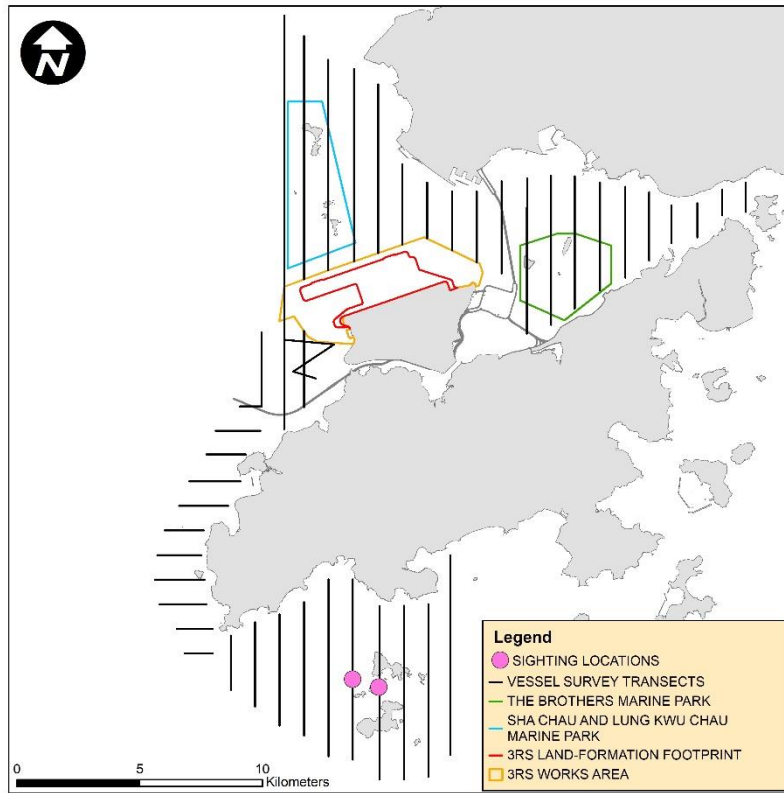 N
Legend
SIGHTING LOCATIONS
VESSEL SURVEY TRANSECTS
THE BROTHERS MARINE PARK
SHA CHAU AND LUNG KWU CHAU
MARINE PARK
3RS LAND-FORMATION FOOTPRINT
3RS WORKS AREA
0 5 10
Kilometers